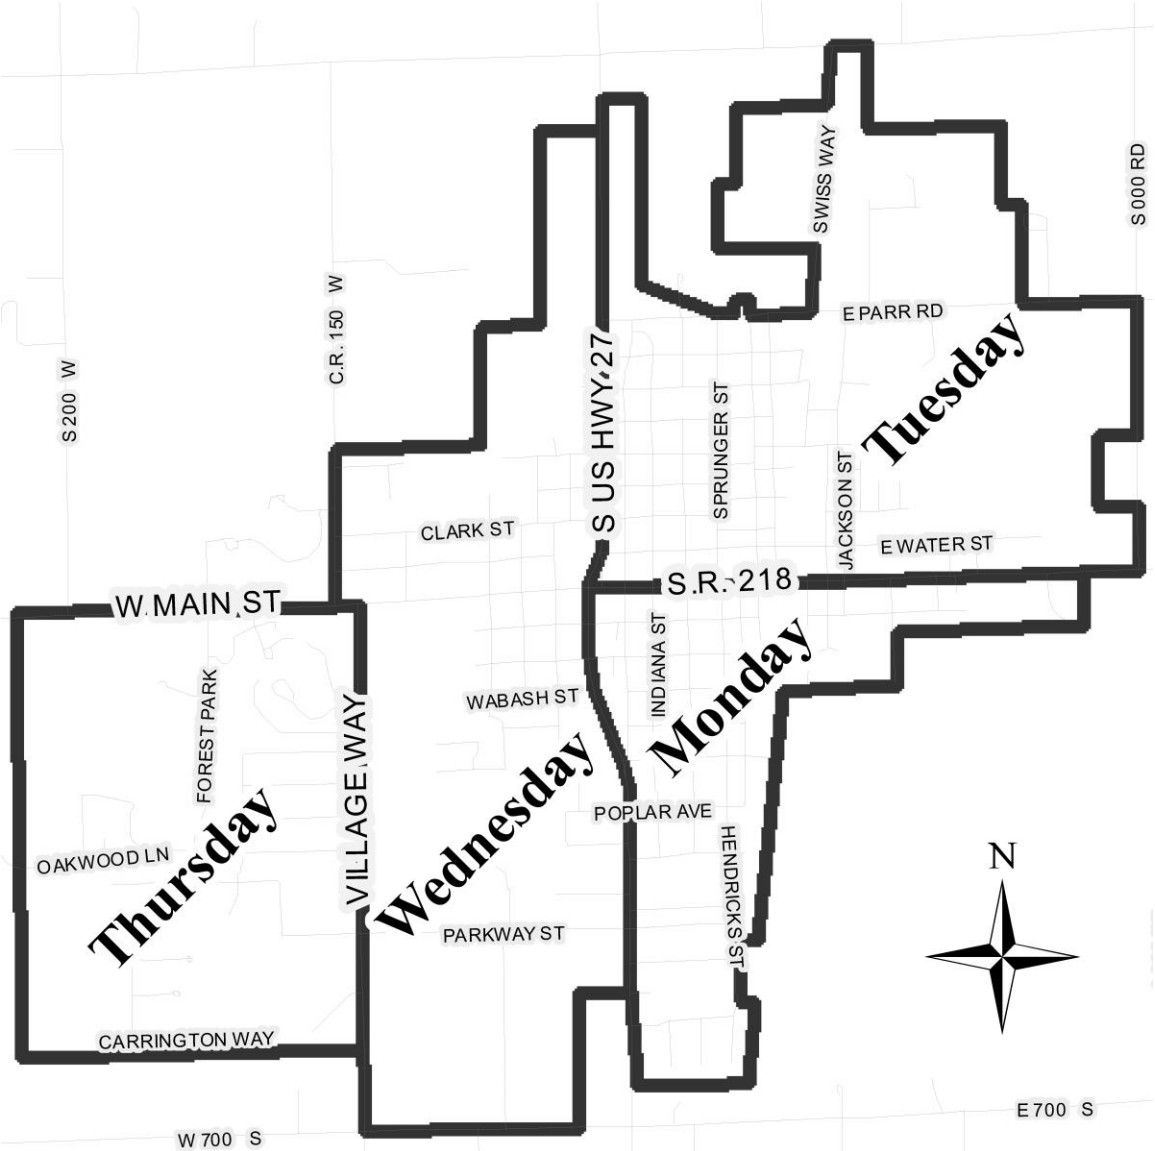 SWISS WAY
S 000 RD
C.R. 150 W
S 200 W
E PARR RD
S US HWY 27
Tuesday
SPRUNGER ST
JACKSON ST
CLARK ST
E WATER ST
S.R. 218
W. MAIN ST
INDIANA ST
Monday
FOREST PARK
WABASH ST
VILLAGE WAY
Wednesday
Thursday
POPLAR AVE
HENDRICKS ST
OAKWOOD LN
N
PARKWAY ST
CARRINGTON WAY
E 700 S
W 700 S